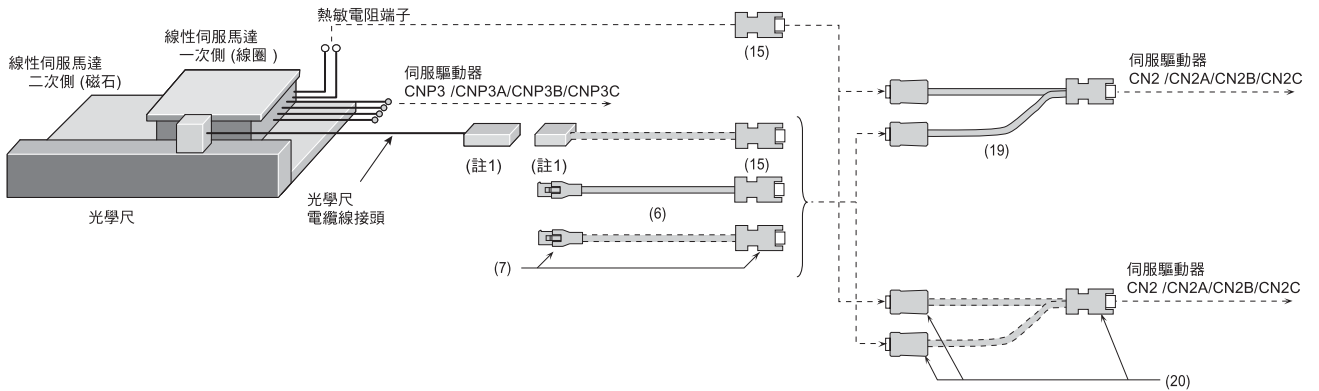 熱敏電阻端子
線性伺服馬達
一次側 (線圈 )
線性伺服馬達
二次側 (磁石)
伺服驅動器
CNP3 /CNP3A/CNP3B/CNP3C
光學尺
光學尺
電纜線接頭
(註1)
(註1)
(15)
(15)
(6)
(7)
(19)
伺服驅動器
CN2 /CN2A/CN2B/CN2C
伺服驅動器
CN2 /CN2A/CN2B/CN2C
(20)